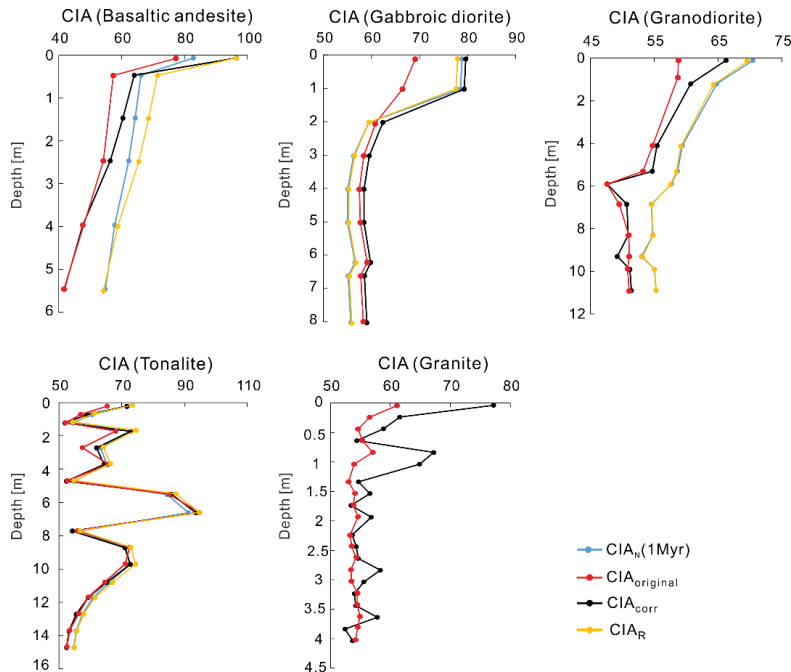 CIA (Basaltic andesite)
40 60 80 100
Depth [m]
0
1
2
3
4
5
6
CIA (Gabbroic diorite)
50 60 70 80 90
Depth [m]
0
1
2
3
4
5
6
7
8
CIA (Granodiorite)
45 55 65 75
Depth [m]
0
2
4
6
8
10
12
CIA (Tonalite)
50 70 90 110
Depth [m]
0
2
4
6
8
10
12
14
16
CIA (Granite)
50 60 70 80
Depth [m]
0
0.5
1
1.5
2
2.5
3
3.5
4
4.5
CIAN(1Myr)
CIAoriginal
CIAcorr
CIAR